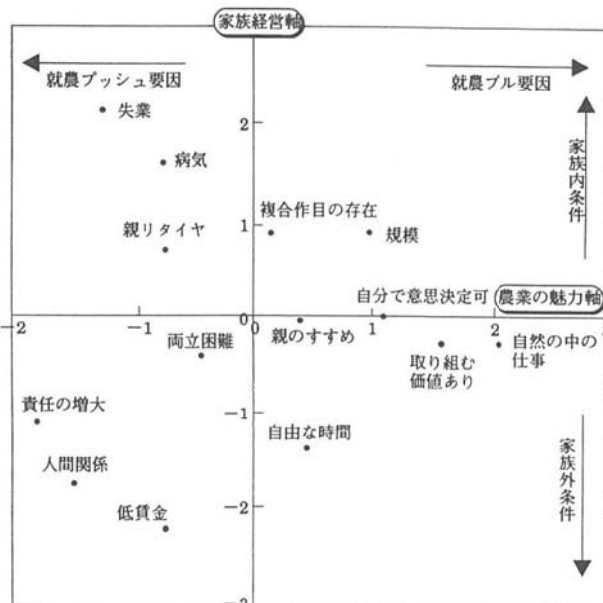 家族経営軸
就農プッシュ要因
就農プル要因
失業
2
病気
家族内条件
複合作目の存在
親リタイヤ
1
規模
自分で意思決定可
農業の魅力軸
-2
-1
0
1
2
両立困難
親のすすめ
取り組む
価値あり
自然の中の
仕事
責任の増大
-1
自由な時間
人間関係
家族外条件
低賃金
-2